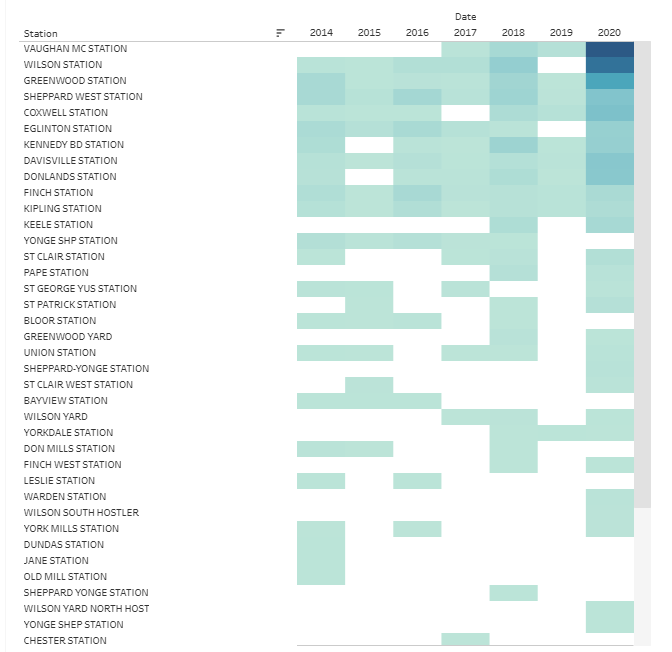 Date
Station 2014 2015 2016 2017 2018 2019 2020
VAUGHAN MC STATION
WILSON STATION
GREENWOOD STATION
SHEPPARD WEST STATION
COXWELL STATION
EGLINTON STATION
KENNEDY BD STATION
DAVISVILLE STATION
DONLANDS STATION
FINCH STATION
KIPLING STATION
KEELE STATION
YONGE SHP STATION
ST CLAIR STATION
PAPE STATION
ST GEORGE YUS STATION
ST PATRICK STATION
BLOOR STATION
GREENWOOD YARD
UNION STATION
SHEPPARD-YONGE STATION
ST CLAIR WEST STATION
BAYVIEW STATION
WILSON YARD
YORKDALE STATION
DON MILLS STATION
FINCH WEST STATION
LESLIE STATION
WARDEN STATION
WILSON SOUTH HOSTLER
YORK MILLS STATION
DUNDAS STATION
JANE STATION
OLD MILL STATION
SHEPPARD YONGE STATION
WILSON YARD NORTH HOST
YONGE SHEP STATION
CHESTER STATION